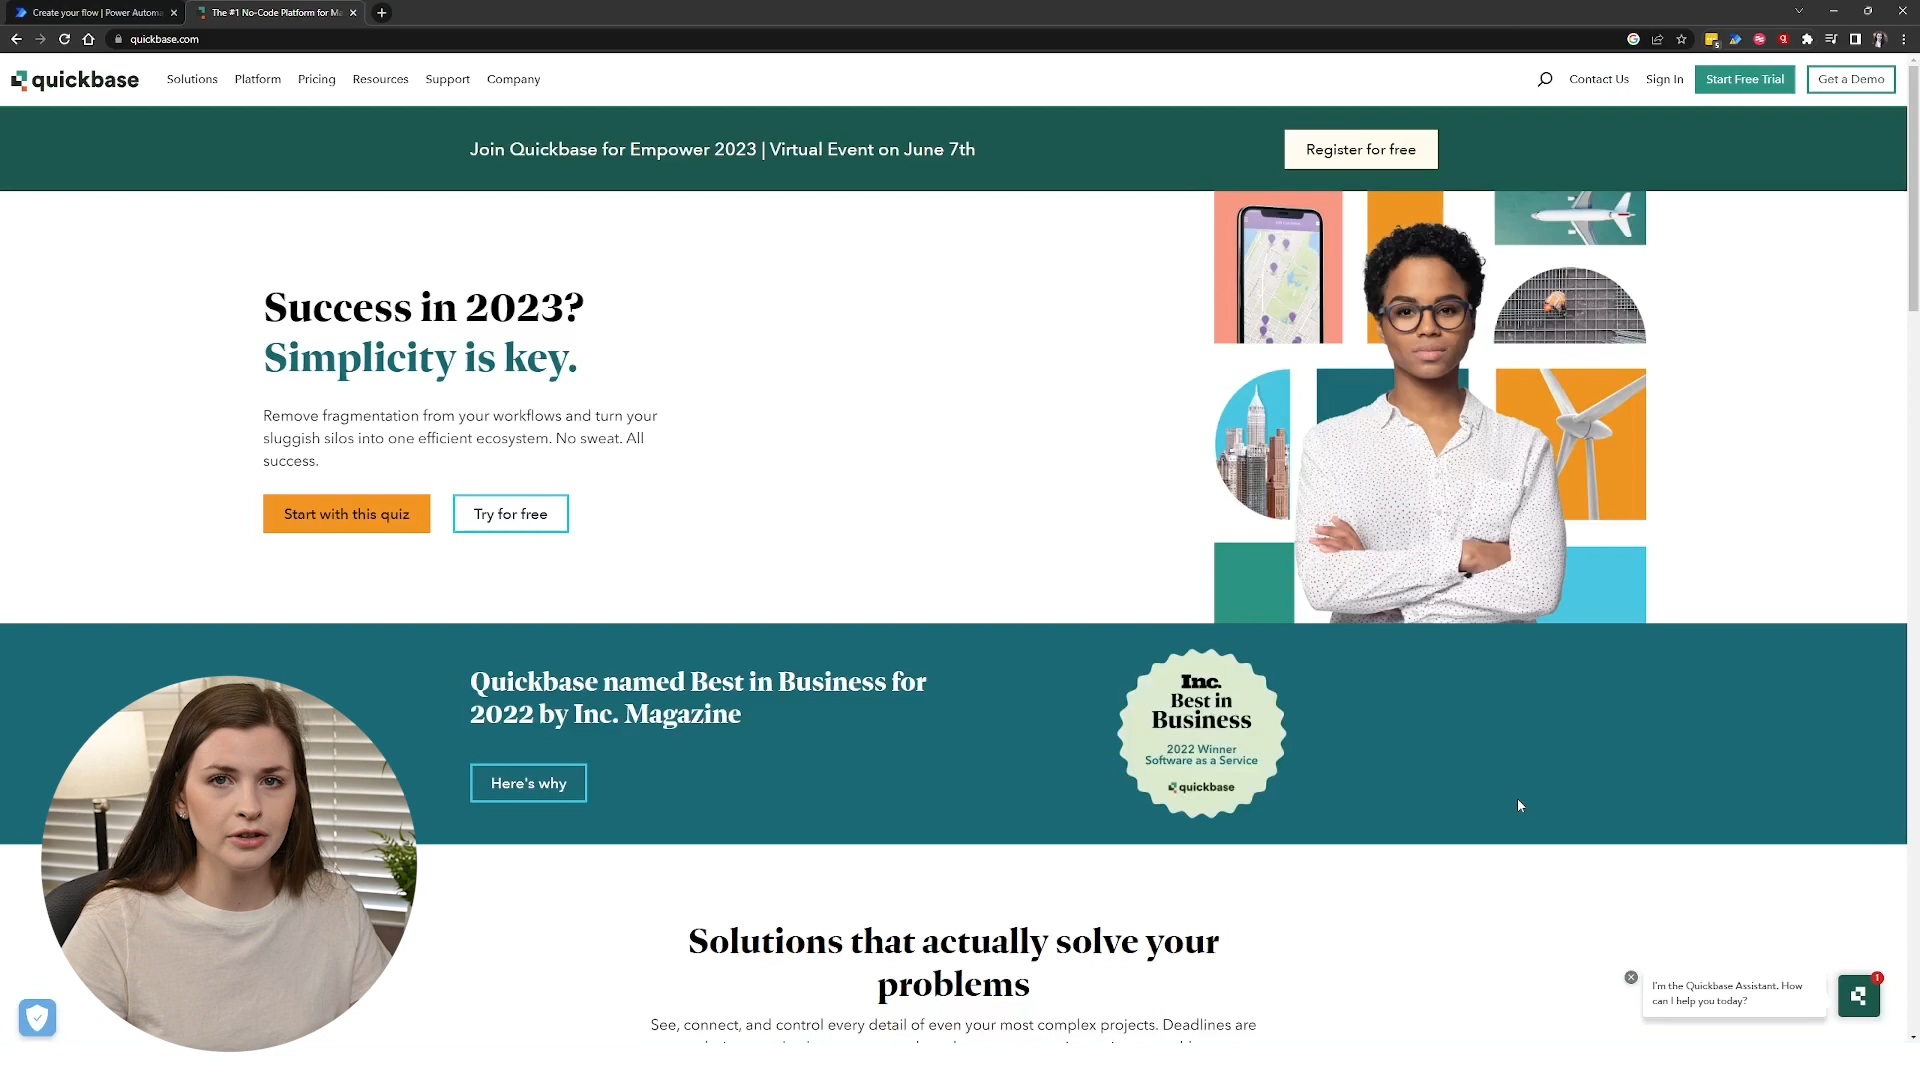 Create your flow | Power Automa
The #1 No-Code Platform for Ma
quickbase.com
5
quickbase
Solutions
Platform
Pricing
Resources
Support
Company
Contact Us
Sign In
Start Free Trial
Get a Demo
Join Quickbase for Empower 2023 | Virtual Event on June 7th
Register for free
Success in 2023?
Simplicity is key.
Remove fragmentation from your workflows and turn your
sluggish silos into one efficient ecosystem. No sweat. All
success.
Start with this quiz
Try for free
Quickbase named Best in Business for
2022 by Inc. Magazine
Here's why
Inc.
Best in
Business
2022 Winner
Software as a Service
quickbase
Solutions that actually solve your
problems
See, connect, and control every detail of even your most complex projects. Deadlines are
I'm the Quickbase Assistant. How
can I help you today?
1